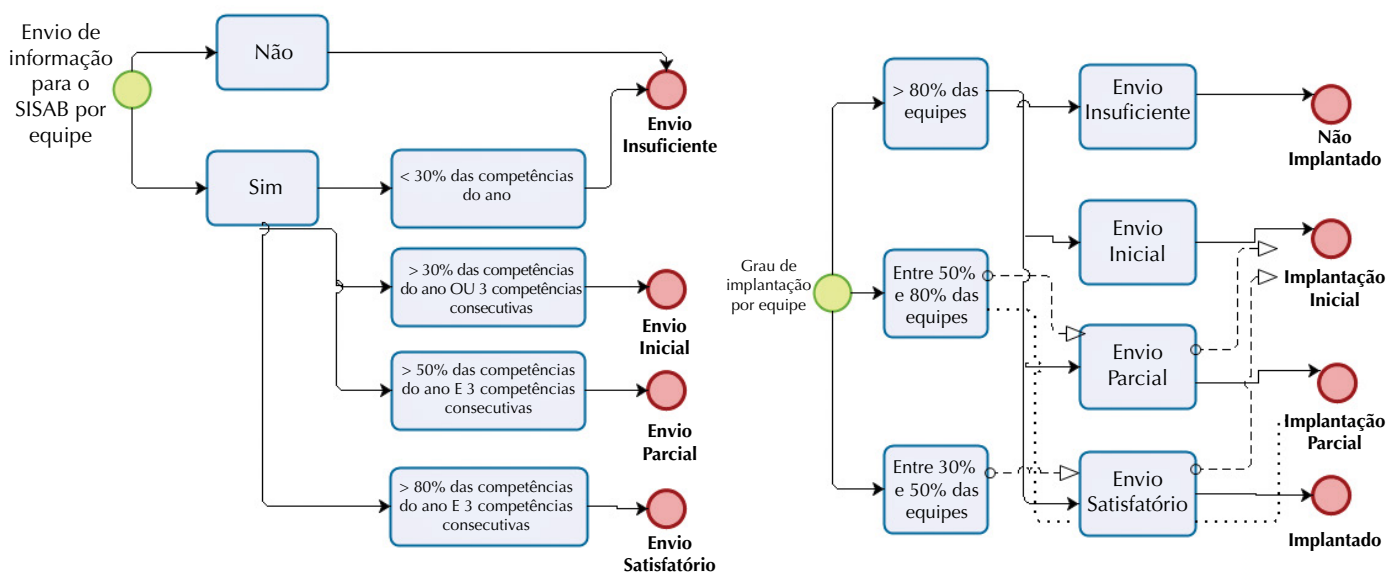 Envio de
informação
para o
SISAB por
equipe
Não
Envio
Insuficiente
Sim
< 30% das competências
do ano
> 30% das competências
do ano OU 3 competências
consecutivas
Envio
Inicial
> 50% das competências
do ano E 3 competências
consecutivas
Envio
Parcial
> 80% das competências
do ano E 3 competências
consecutivas
Envio
Satisfatório
Grau de
implantação
por equipe
> 80% das
equipes
Envio
Insuficiente
Não
Implantado
Envio
Inicial
Implantação
Inicial
Entre 50%
e 80% das
equipes
Envio
Parcial
Implantação
Parcial
Entre 30%
e 50% das
equipes
Envio
Satisfatório
Implantado